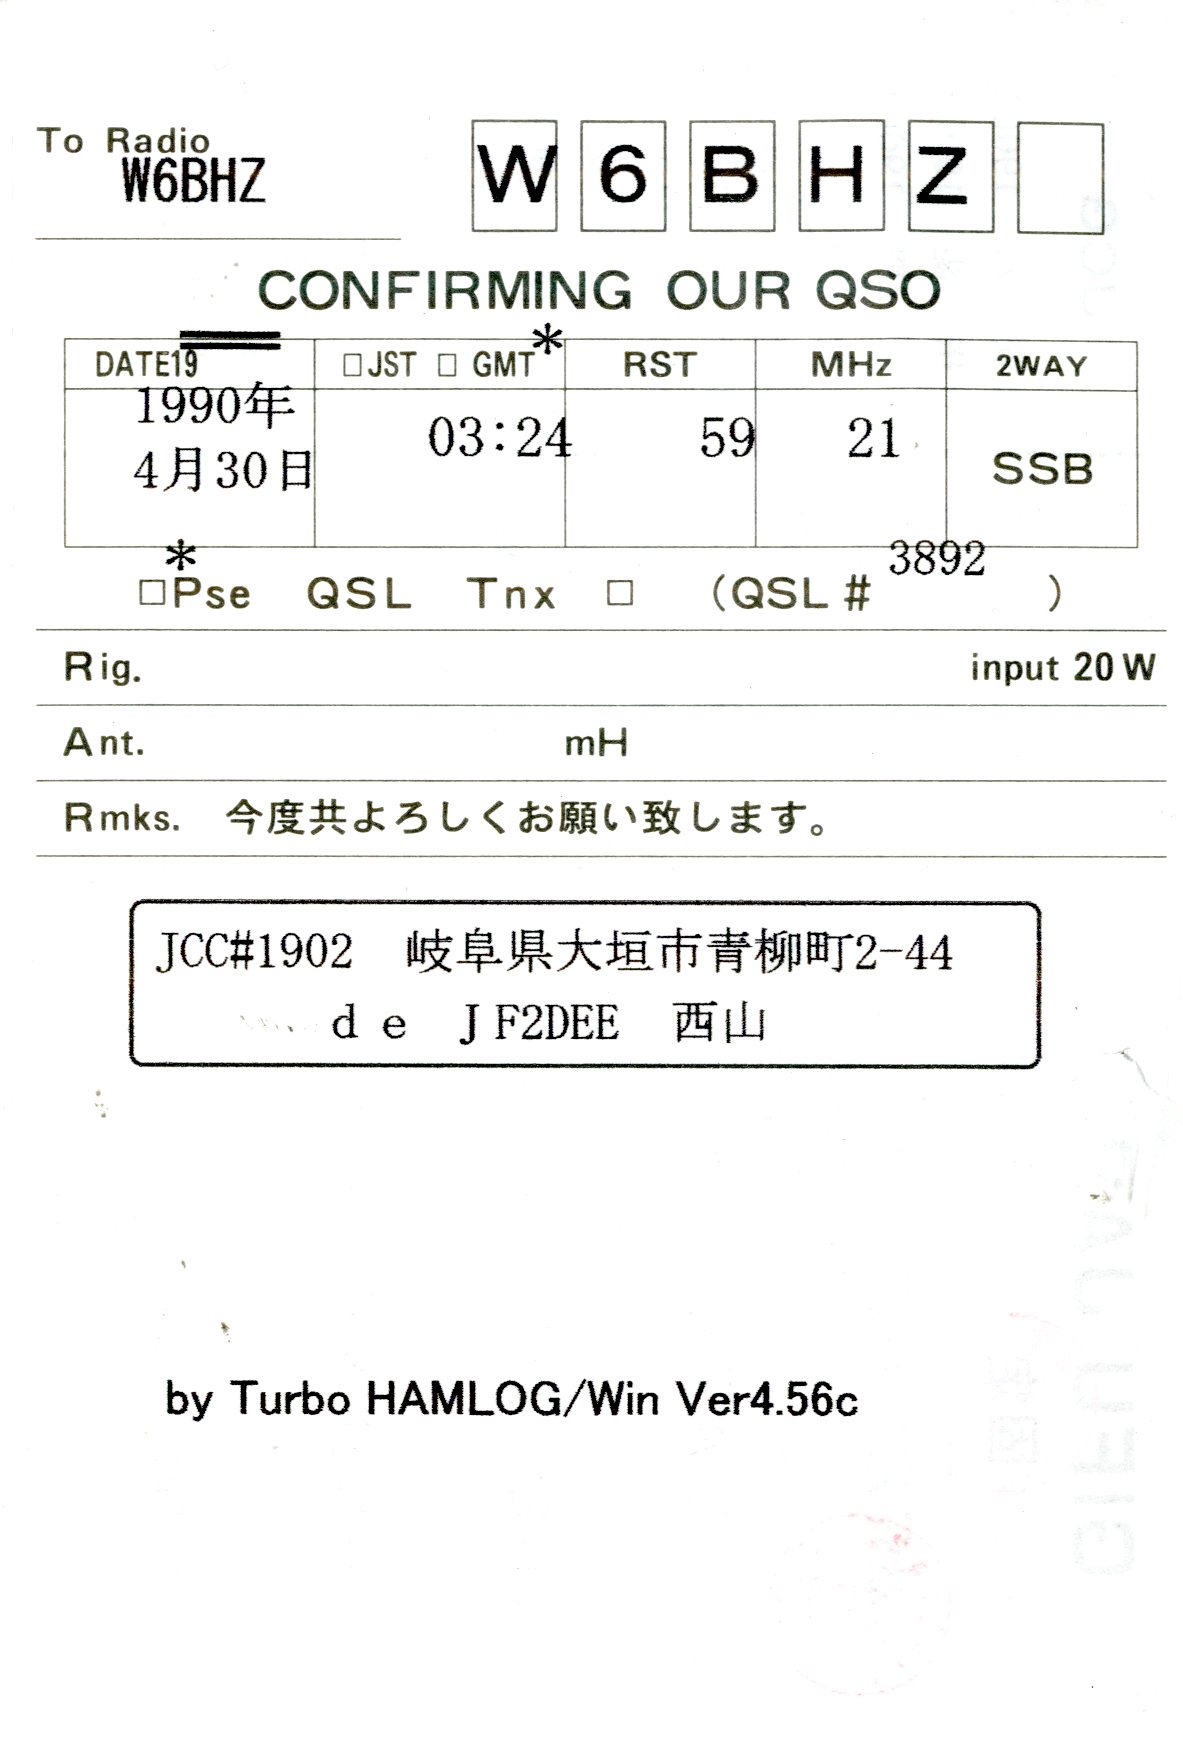 To Radio
W6BHZ
W 6 B H Z
CONFIRMING OUR QSO
DATE19 □JST □ GMT* RST MHz 2WAY
1990年
4月30日 03:24 59 21 SSB
*
□Pse QSL Tnx □ (QSL # 3892 )
Rig. input 20 W
Ant. mH
Rmks. 今度共よろしくお願い致します。
JCC#1902 岐阜県大垣市青柳町2-44
de JF2DEE 西山
by Turbo HAMLOG/Win Ver4.56c